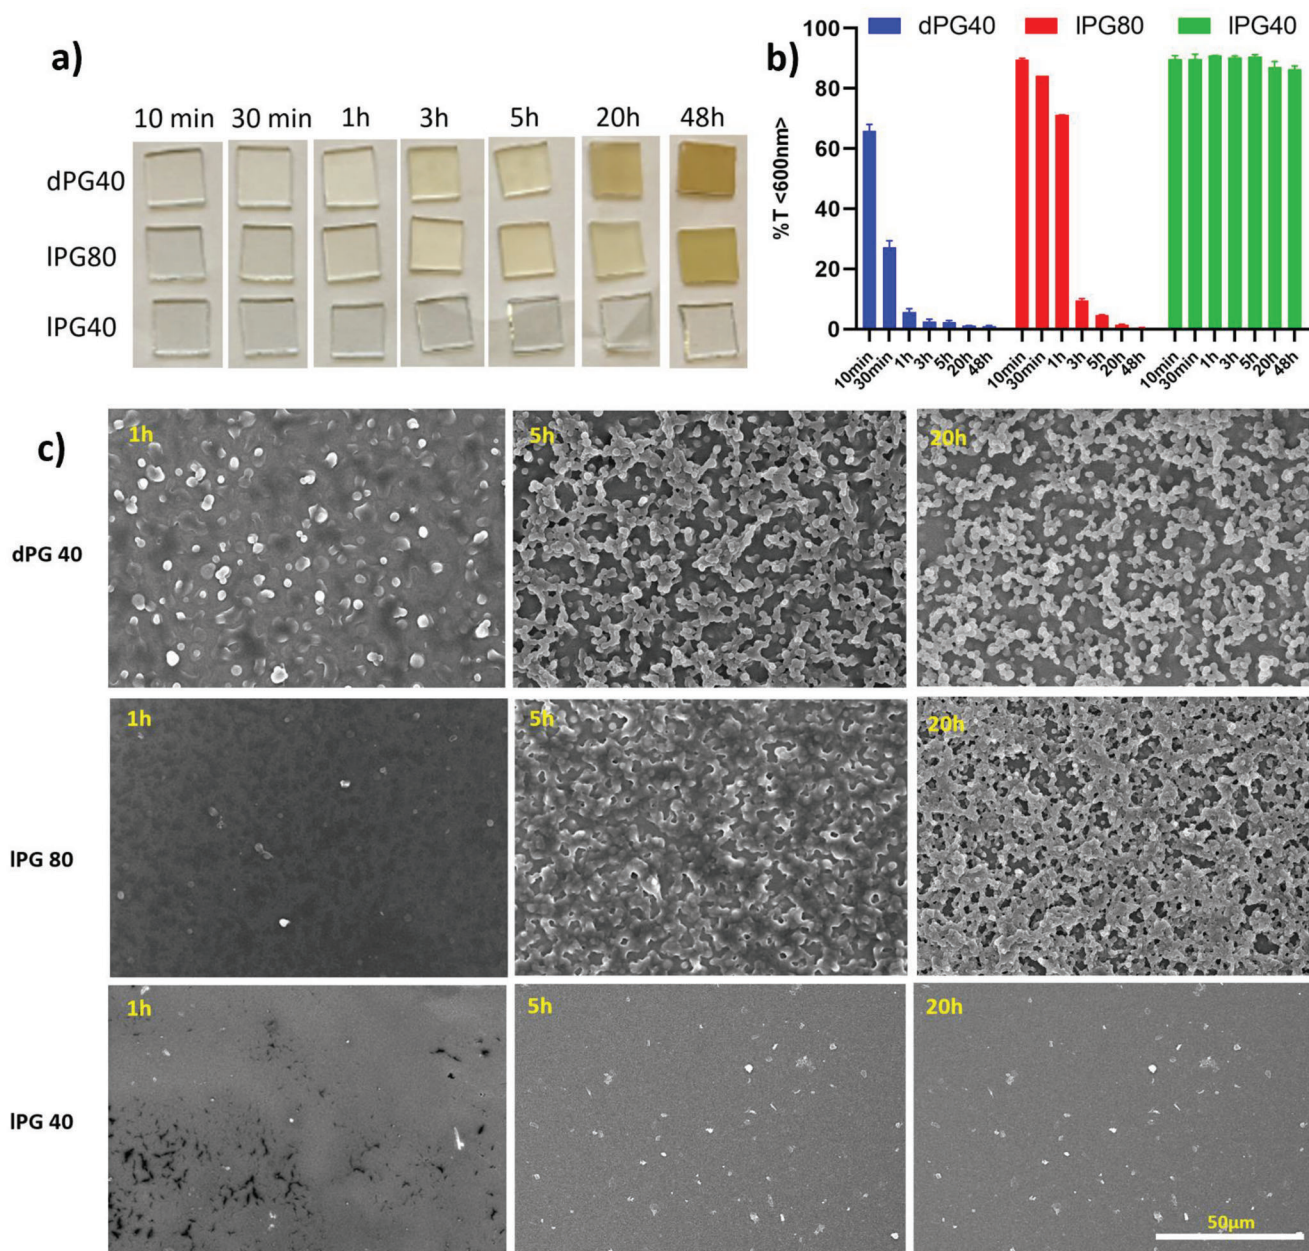 a)
10 min 30 min 1h 3h 5h 20h 48h
dPG40
lPG80
lPG40
b)
dPG40 lPG80 lPG40
%T <600nm>
100
80
60
40
20
0
10min 30min 1h 3h 5h 20h 48h 10min 30min 1h 3h 5h 20h 48h 10min 30min 1h 3h 5h 20h 48h
c)
1h 5h 20h
dPG 40
1h 5h 20h
lPG 80
1h 5h 20h
lPG 40
50µm